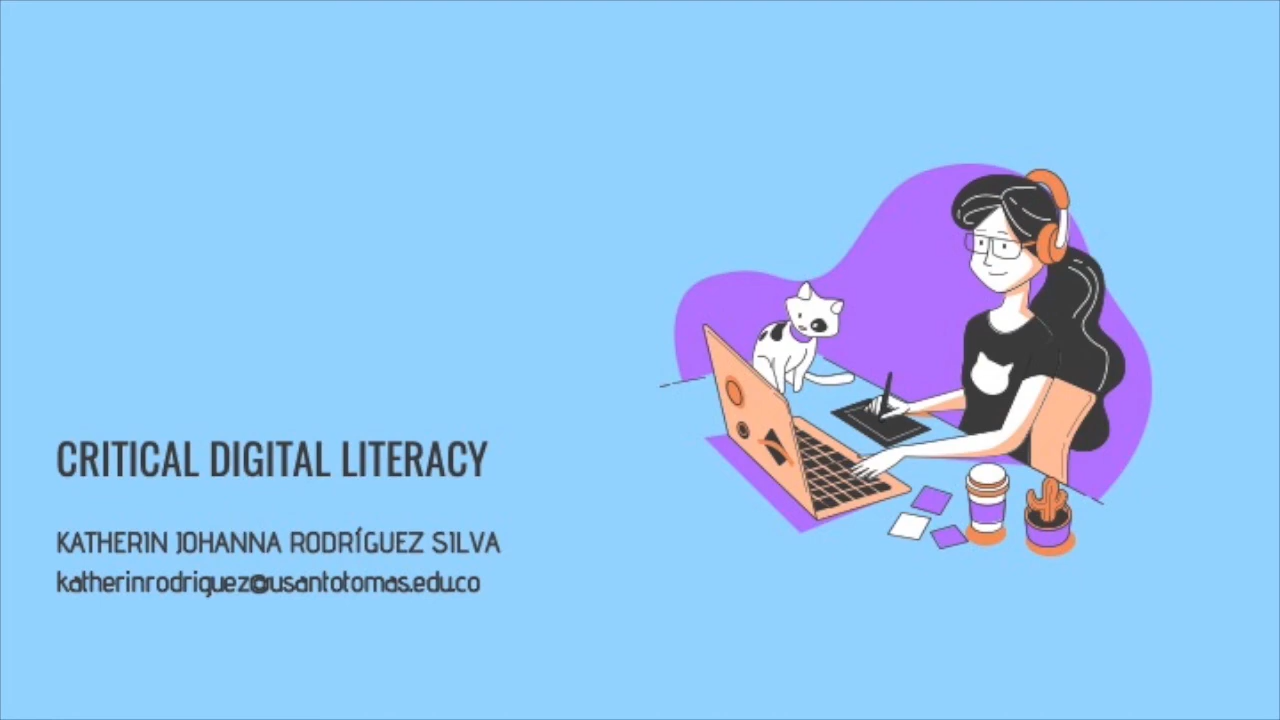 CRITICAL DIGITAL LITERACY
KATHERIN JOHANNA RODRÍGUEZ SILVA
katherinrodriguez@usantotomas.edu.co